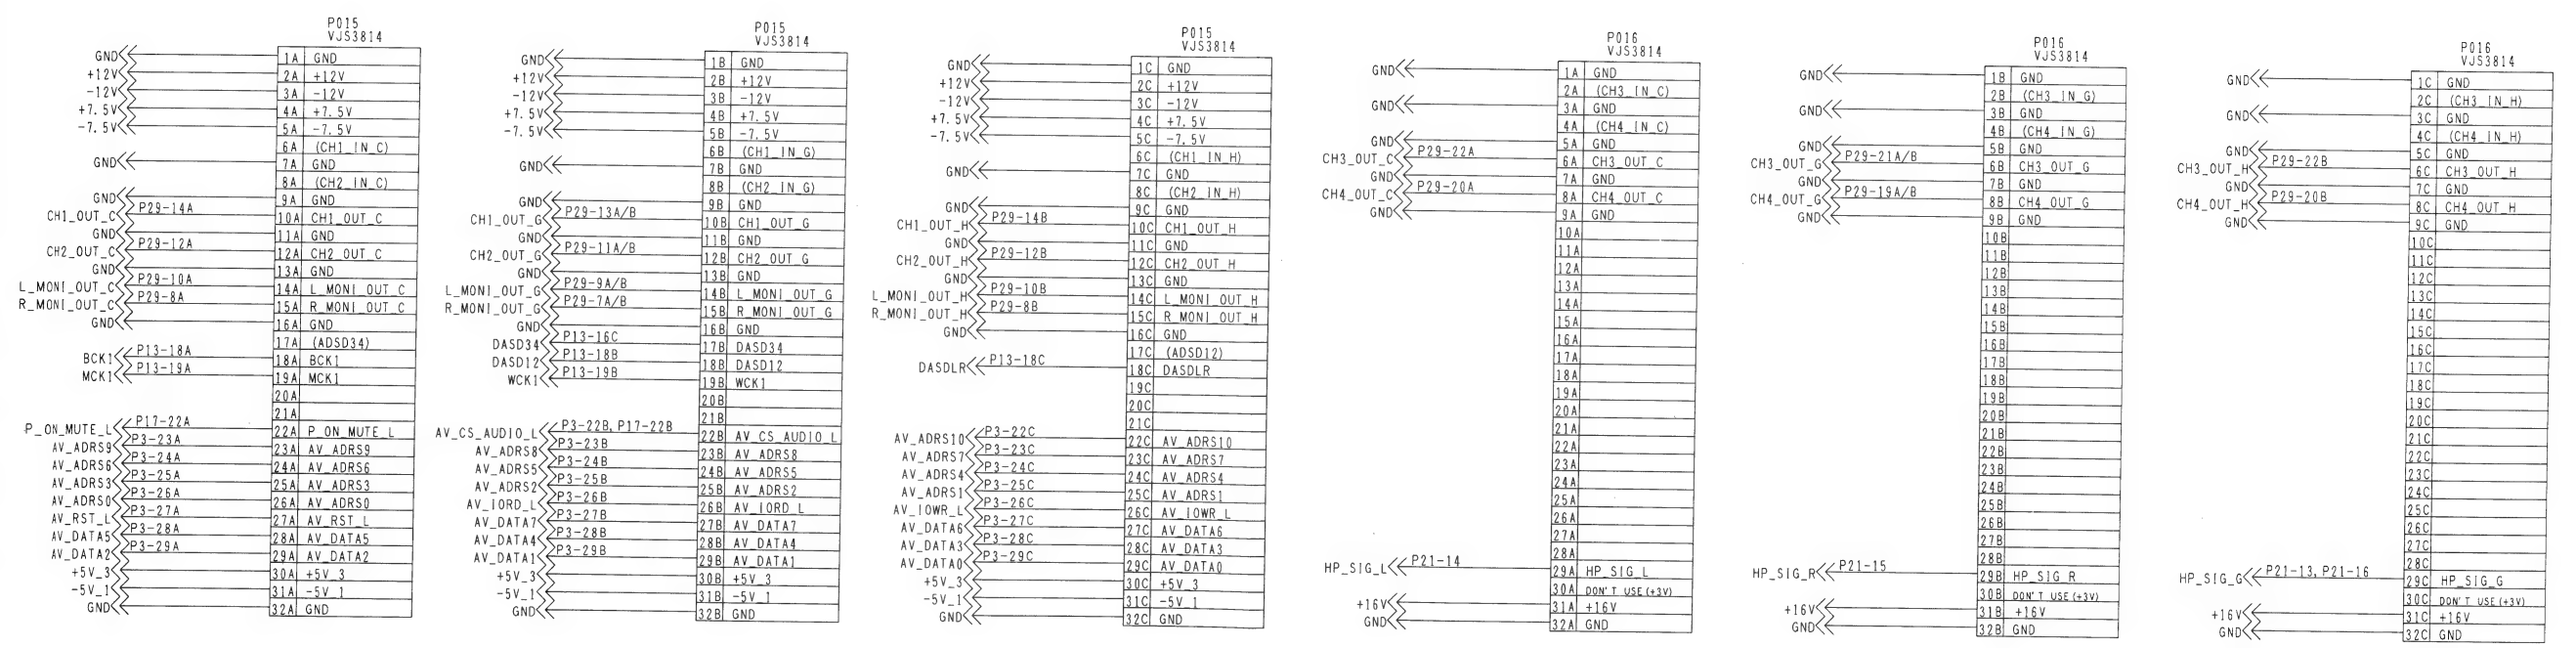 P015
VJS3814
GND 1A GND
+12V 2A +12V
-12V 3A -12V
+7.5V 4A +7.5V
-7.5V 5A -7.5V
6A (CH1_IN_C)
GND 7A GND
8A (CH2_IN_C)
GND 9A GND
CH1_OUT_C P29-14A 10A CH1_OUT_C
GND 11A GND
CH2_OUT_C P29-12A 12A CH2_OUT_C
GND 13A GND
L_MONI_OUT_C P29-10A 14A L_MONI_OUT_C
R_MONI_OUT_C P29-8A 15A R_MONI_OUT_C
GND 16A GND
17A (ADSD34)
BCK1 P13-18A 18A BCK1
MCK1 P13-19A 19A MCK1
20A
21A
P_ON_MUTE_L P17-22A 22A P_ON_MUTE_L
AV_ADRS9 P3-23A 23A AV_ADRS9
AV_ADRS6 P3-24A 24A AV_ADRS6
AV_ADRS3 P3-25A 25A AV_ADRS3
AV_ADRS0 P3-26A 26A AV_ADRS0
AV_RST_L P3-27A 27A AV_RST_L
AV_DATA5 P3-28A 28A AV_DATA5
AV_DATA2 P3-29A 29A AV_DATA2
+5V_3 30A +5V_3
-5V_1 31A -5V_1
GND 32A GND
P015
VJS3814
GND 1B GND
+12V 2B +12V
-12V 3B -12V
+7.5V 4B +7.5V
-7.5V 5B -7.5V
6B (CH1_IN_G)
GND 7B GND
8B (CH2_IN_G)
GND 9B GND
CH1_OUT_G P29-13A/B 10B CH1_OUT_G
GND 11B GND
CH2_OUT_G P29-11A/B 12B CH2_OUT_G
GND 13B GND
L_MONI_OUT_G P29-9A/B 14B L_MONI_OUT_G
R_MONI_OUT_G P29-7A/B 15B R_MONI_OUT_G
GND 16B GND
DASD34 P13-16C 17B DASD34
DASD12 P13-18B 18B DASD12
WCK1 P13-19B 19B WCK1
20B
21B
AV_CS_AUDIO_L P3-22B, P17-22B 22B AV_CS_AUDIO_L
AV_ADRS8 P3-23B 23B AV_ADRS8
AV_ADRS5 P3-24B 24B AV_ADRS5
AV_ADRS2 P3-25B 25B AV_ADRS2
AV_IORD_L P3-26B 26B AV_IORD_L
AV_DATA7 P3-27B 27B AV_DATA7
AV_DATA4 P3-28B 28B AV_DATA4
AV_DATA1 P3-29B 29B AV_DATA1
+5V_3 30B +5V_3
-5V_1 31B -5V_1
GND 32B GND
P015
VJS3814
GND 1C GND
+12V 2C +12V
-12V 3C -12V
+7.5V 4C +7.5V
-7.5V 5C -7.5V
6C (CH1_IN_H)
GND 7C GND
8C (CH2_IN_H)
GND 9C GND
CH1_OUT_H P29-14B 10C CH1_OUT_H
GND 11C GND
CH2_OUT_H P29-12B 12C CH2_OUT_H
GND 13C GND
L_MONI_OUT_H P29-10B 14C L_MONI_OUT_H
R_MONI_OUT_H P29-8B 15C R_MONI_OUT_H
GND 16C GND
17C (ADSD12)
DASDLR P13-18C 18C DASDLR
19C
20C
21C
AV_ADRS10 P3-22C 22C AV_ADRS10
AV_ADRS7 P3-23C 23C AV_ADRS7
AV_ADRS4 P3-24C 24C AV_ADRS4
AV_ADRS1 P3-25C 25C AV_ADRS1
AV_IOWR_L P3-26C 26C AV_IOWR_L
AV_DATA6 P3-27C 27C AV_DATA6
AV_DATA3 P3-28C 28C AV_DATA3
AV_DATA0 P3-29C 29C AV_DATA0
+5V_3 30C +5V_3
-5V_1 31C -5V_1
GND 32C GND
P016
VJS3814
GND 1A GND
2A (CH3_IN_C)
GND 3A GND
4A (CH4_IN_C)
GND 5A GND
CH3_OUT_C P29-22A 6A CH3_OUT_C
GND 7A GND
CH4_OUT_C P29-20A 8A CH4_OUT_C
GND 9A GND
10A
11A
12A
13A
14A
15A
16A
17A
18A
19A
20A
21A
22A
23A
24A
25A
26A
27A
28A
HP_SIG_L P21-14 29A HP_SIG_L
30A DON'T USE(+3V)
+16V 31A +16V
GND 32A GND
P016
VJS3814
GND 1B GND
2B (CH3_IN_G)
GND 3B GND
4B (CH4_IN_G)
GND 5B GND
CH3_OUT_G P29-21A/B 6B CH3_OUT_G
GND 7B GND
CH4_OUT_G P29-19A/B 8B CH4_OUT_G
GND 9B GND
10B
11B
12B
13B
14B
15B
16B
17B
18B
19B
20B
21B
22B
23B
24B
25B
26B
27B
28B
HP_SIG_R P21-15 29B HP_SIG_R
30B DON'T USE(+3V)
+16V 31B +16V
GND 32B GND
P016
VJS3814
GND 1C GND
2C (CH3_IN_H)
GND 3C GND
4C (CH4_IN_H)
GND 5C GND
CH3_OUT_H P29-22B 6C CH3_OUT_H
GND 7C GND
CH4_OUT_H P29-20B 8C CH4_OUT_H
GND 9C GND
10C
11C
12C
13C
14C
15C
16C
17C
18C
19C
20C
21C
22C
23C
24C
25C
26C
27C
28C
HP_SIG_G P21-13, P21-16 29C HP_SIG_G
30C DON'T USE(+3V)
+16V 31C +16V
GND 32C GND